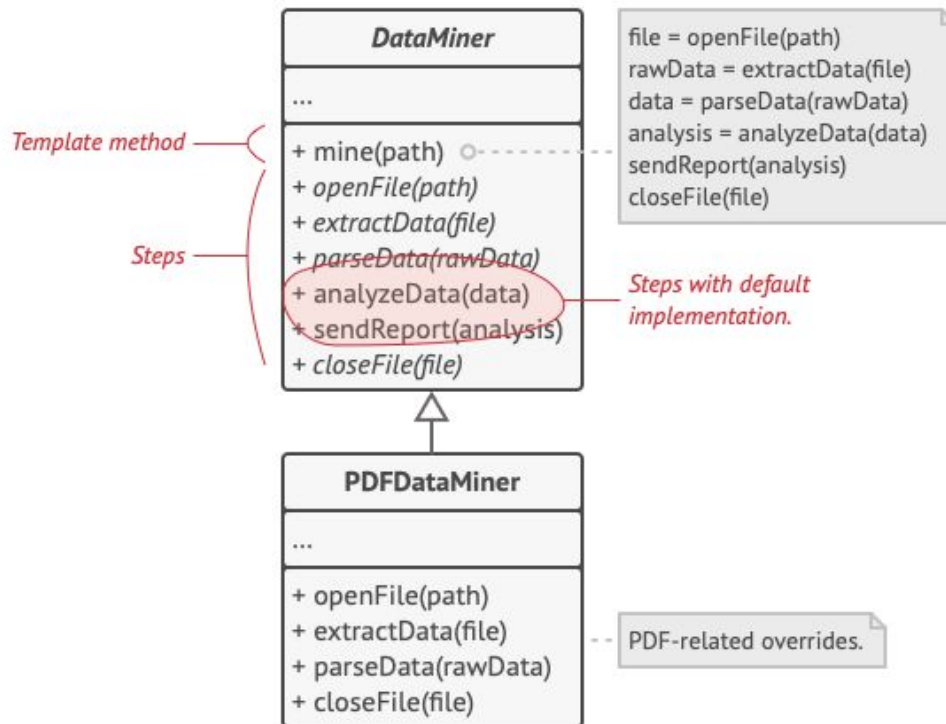 DataMiner
...
+ mine(path)
+ openFile(path)
+ extractData(file)
+ parseData(rawData)
+ analyzeData(data)
+ sendReport(analysis)
+ closeFile(file)
file = openFile(path)
rawData = extractData(file)
data = parseData(rawData)
analysis = analyzeData(data)
sendReport(analysis)
closeFile(file)
Template method
Steps
Steps with default
implementation.
PDFDataMiner
...
+ openFile(path)
+ extractData(file)
+ parseData(rawData)
+ closeFile(file)
PDF-related overrides.